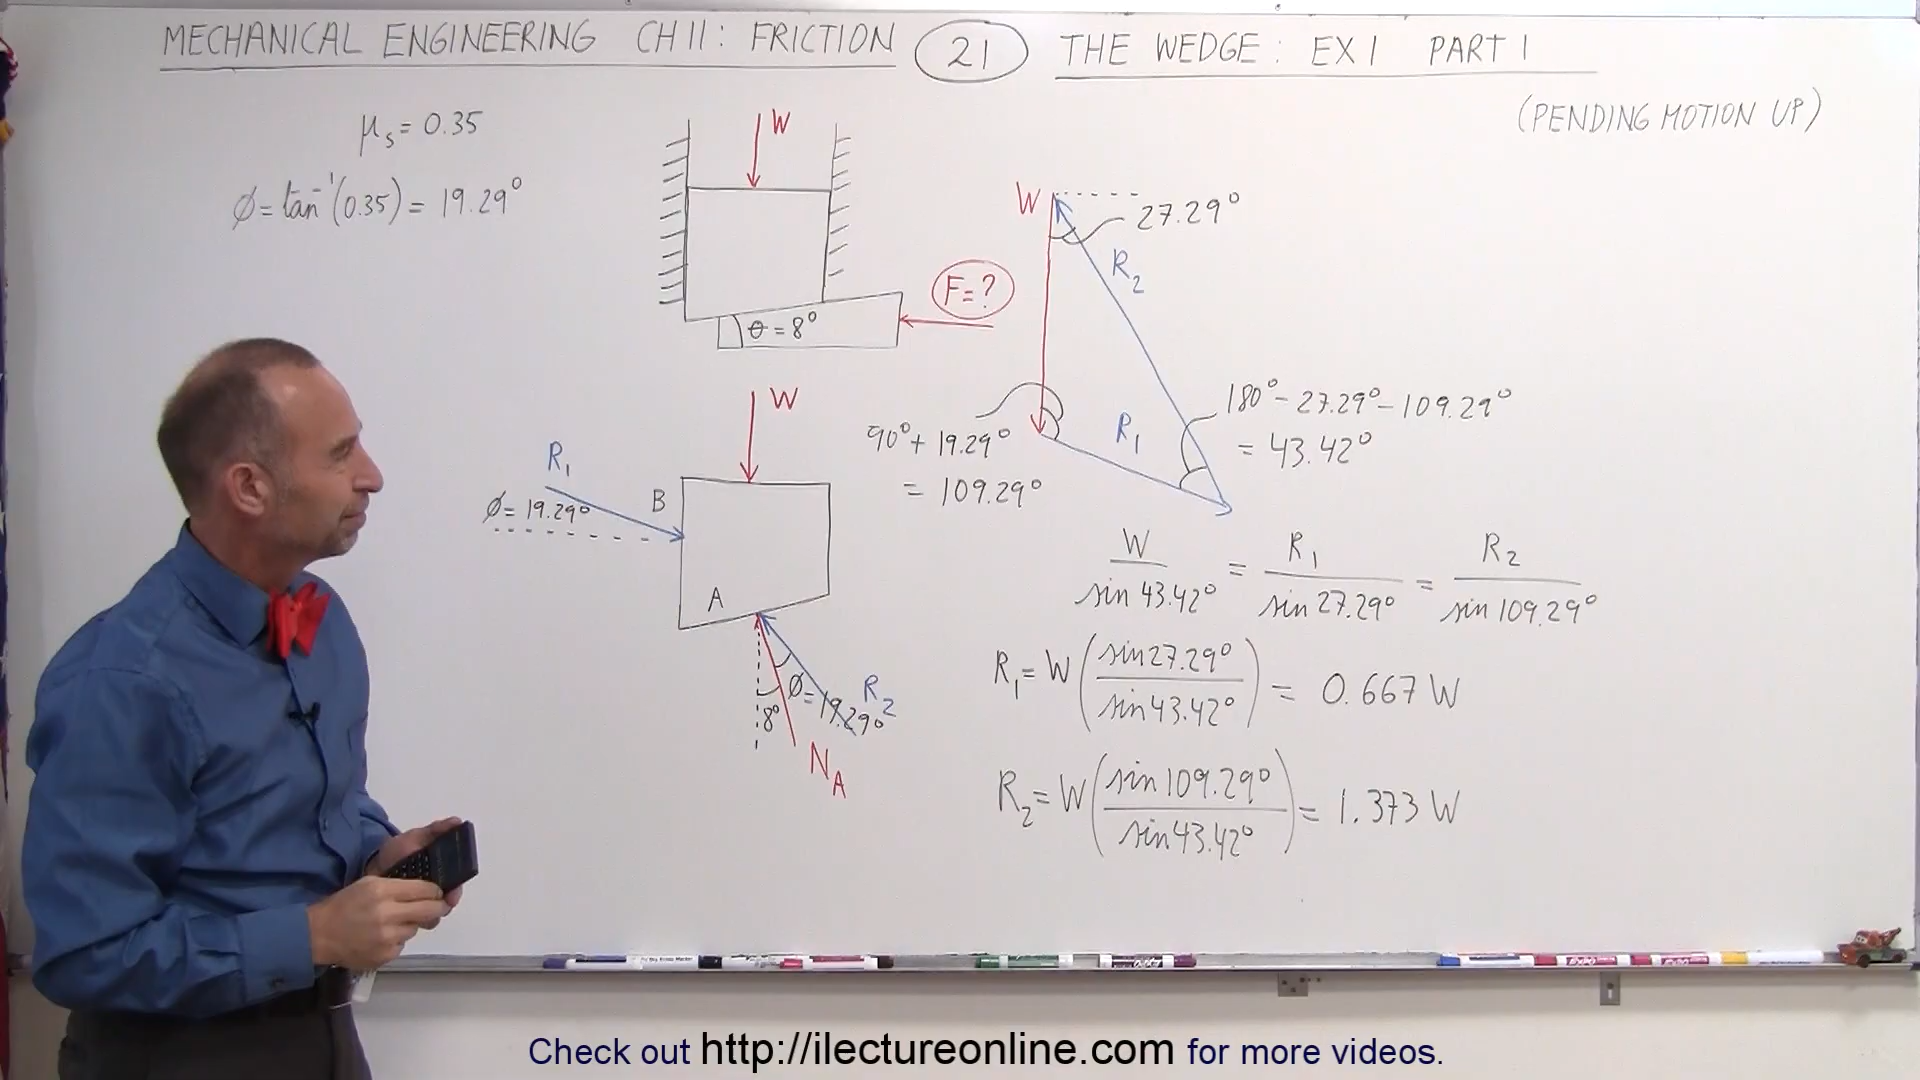 MECHANICAL ENGINEERING CH 11: FRICTION 21 THE WEDGE: EX 1 PART 1
(PENDING MOTION UP)
μs = 0.35
ϕ = tan⁻¹(0.35) = 19.29°
W
F = ?
θ = 8°
W
27.29°
R2
R1
90° + 19.29°
= 109.29°
180° - 27.29° - 109.29°
= 43.42°
W
R1
ϕ = 19.29°
B
A
8°
ϕ = 19.29°
R2
NA
W / sin 43.42° = R1 / sin 27.29° = R2 / sin 109.29°
R1 = W (sin 27.29° / sin 43.42°) = 0.667 W
R2 = W (sin 109.29° / sin 43.42°) = 1.373 W
Check out http://ilectureonline.com for more videos.